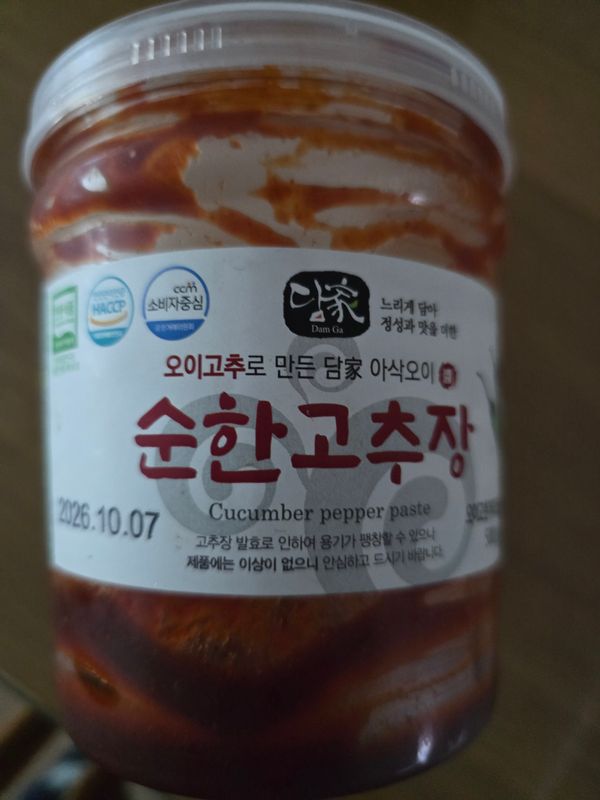 HACCP
ccm
소비자중심
담家
Dam Ga
느리게 담아
정성과 맛을 더한
오이고추로 만든 담家 아삭오이
순한고추장
2026.10.07
Cucumber pepper paste
고추장 발효로 인하여 용기가 팽창할 수 있으나
제품에는 이상이 없으니 안심하고 드시기 바랍니다.